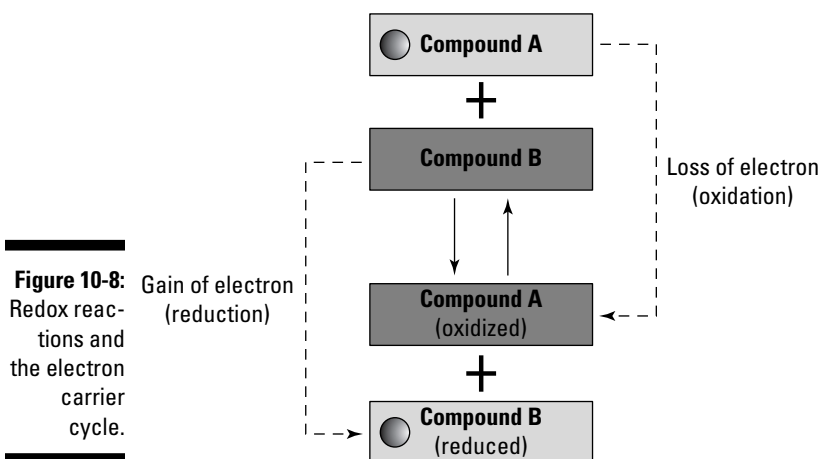 Compound A
+
Compound B
Loss of electron
(oxidation)
Figure 10-8:
Redox reac-
tions and
the electron
carrier
cycle.
Gain of electron
(reduction)
Compound A
(oxidized)
+
Compound B
(reduced)